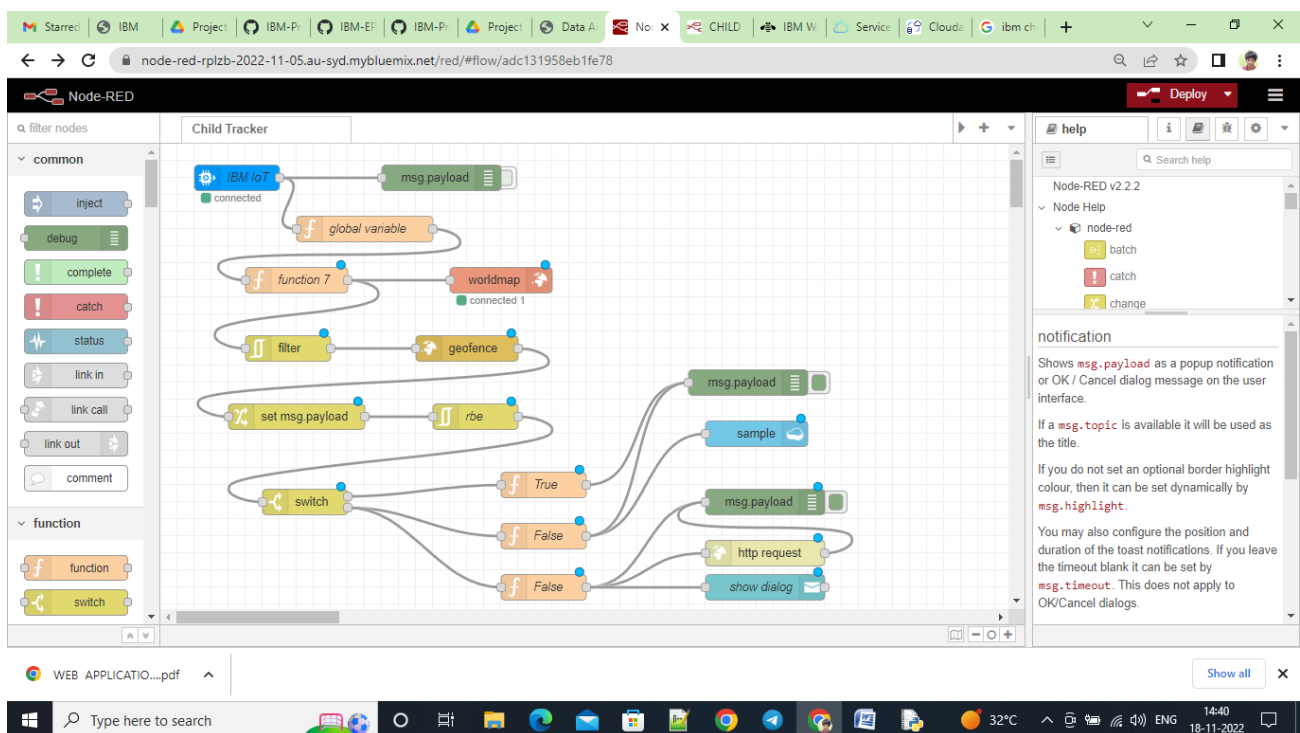 Starred
IBM
Project
IBM-Pr
IBM-EP
IBM-Pr
Project
Data A
No
CHILD
IBM W
Service
Clouda
ibm ch
node-red-rplzb-2022-11-05.au-syd.mybluemix.net/red/#flow/adc131958eb1fe78
Node-RED
Deploy
filter nodes
Child Tracker
help
i
common
Search help
inject
debug
complete
catch
status
link in
link call
link out
comment
function
function
switch
IBM IoT
connected
msg.payload
global variable
function 7
worldmap
connected 1
filter
geofence
set msg.payload
rbe
msg.payload
sample
switch
True
False
False
msg.payload
http request
show dialog
Node-RED v2.2.2
Node Help
node-red
batch
catch
change
notification
Shows msg.payload as a popup notification
or OK / Cancel dialog message on the user
interface.
If a msg.topic is available it will be used as
the title.
If you do not set an optional border highlight
colour, then it can be set dynamically by
msg.highlight.
You may also configure the position and
duration of the toast notifications. If you leave
the timeout blank it can be set by
msg.timeout. This does not apply to
OK/Cancel dialogs.
WEB APPLICATIO....pdf
Show all
Type here to search
32°C
ENG
14:40
18-11-2022